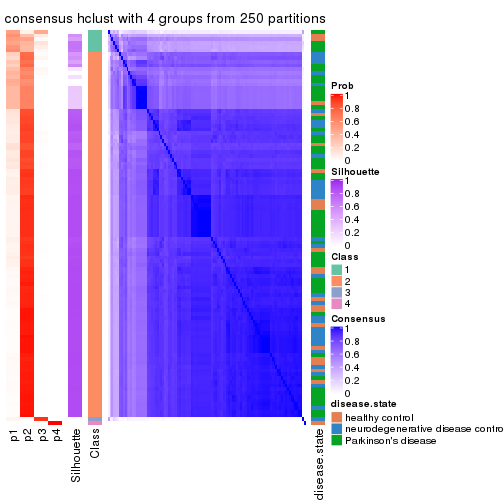 consensus hclust with 4 groups from 250 partitions
Prob
1
0.8
0.6
0.4
0.2
0
Silhouette
1
0.8
0.6
0.4
0.2
0
Class
1
2
3
4
Consensus
1
0.8
0.6
0.4
0.2
0
disease.state
healthy control
neurodegenerative disease contro
Parkinson's disease
p1
p2
p3
p4
Silhouette
Class
disease.state